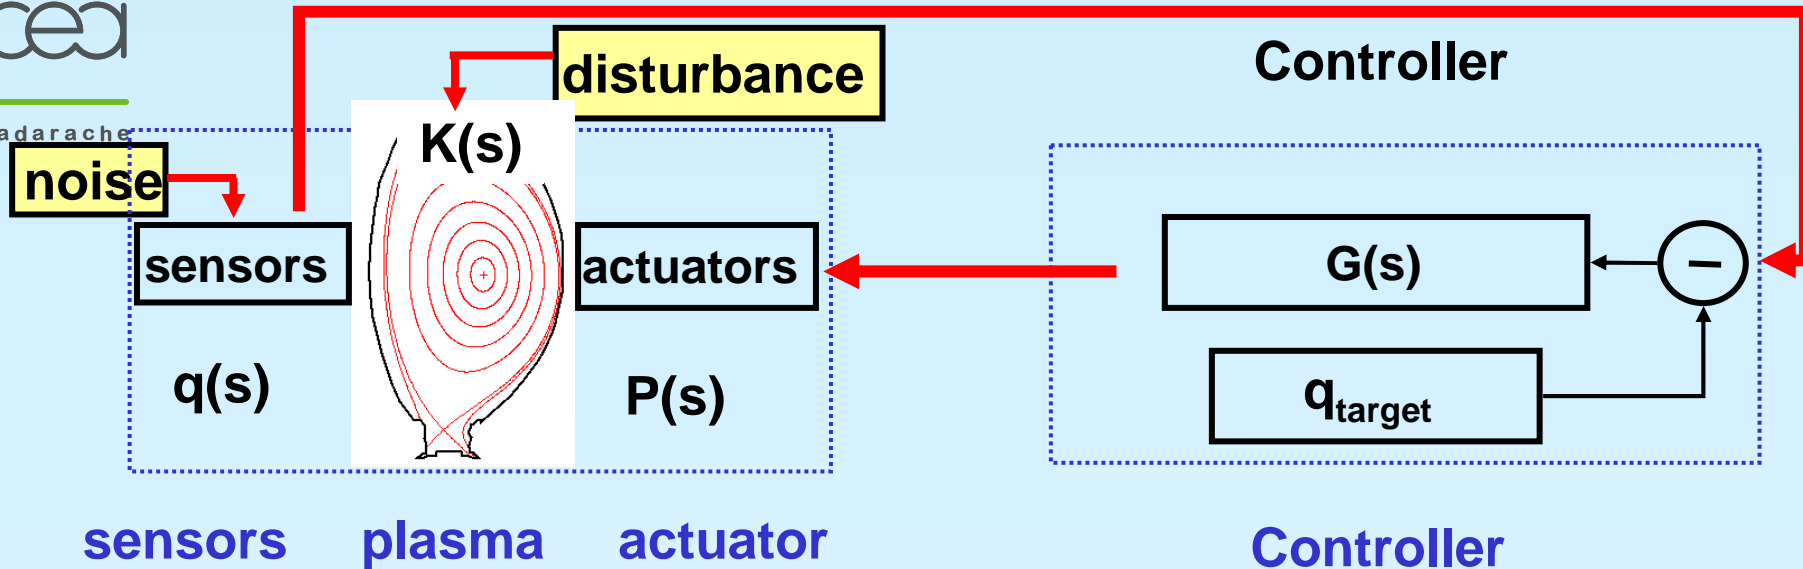 cea
adarache
disturbance
Controller
K(s)
noise
sensors
actuators
G(s)
−
q(s)
P(s)
qtarget
sensors plasma actuator
Controller